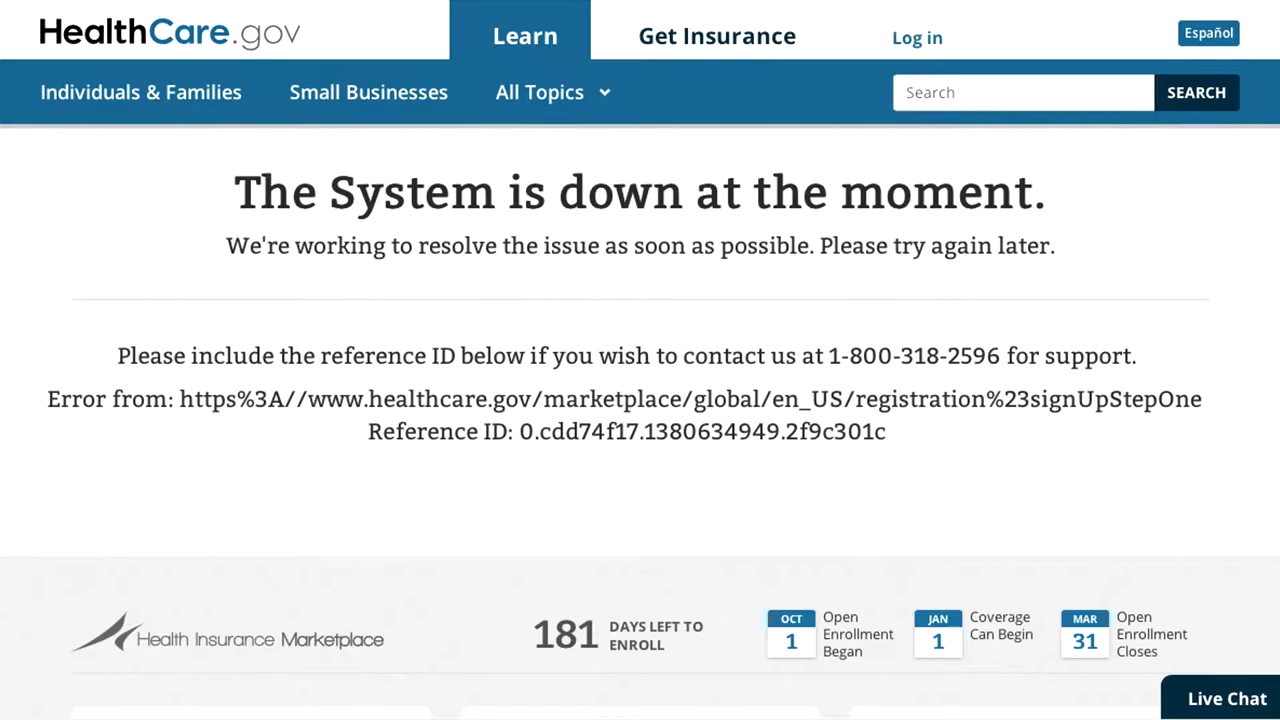 HealthCare.gov
Learn
Get Insurance
Log in
Español
Individuals & Families
Small Businesses
All Topics
Search
SEARCH
The System is down at the moment.
We're working to resolve the issue as soon as possible. Please try again later.
Please include the reference ID below if you wish to contact us at 1-800-318-2596 for support.
Error from: https%3A//www.healthcare.gov/marketplace/global/en_US/registration%23signUpStepOne
Reference ID: 0.cdd74f17.1380634949.2f9c301c
Health Insurance Marketplace
181
DAYS LEFT TO
ENROLL
OCT
1
Open
Enrollment
Began
JAN
1
Coverage
Can Begin
MAR
31
Open
Enrollment
Closes
Live Chat